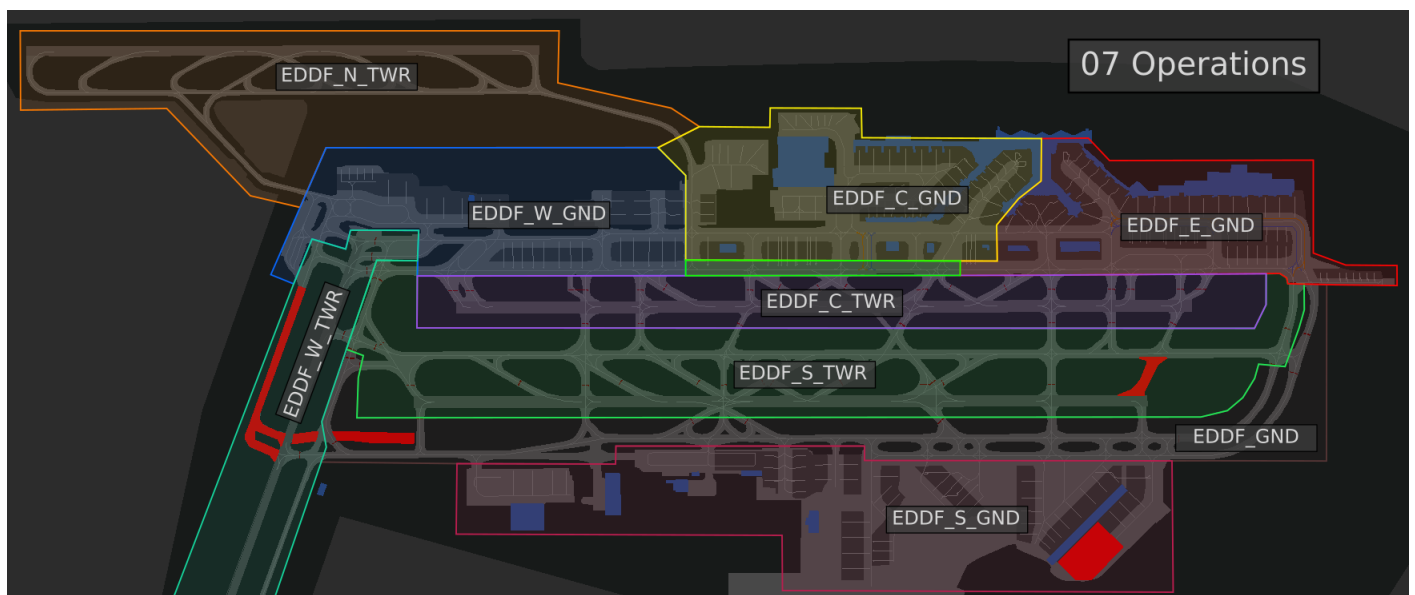 07 Operations
EDDF_N_TWR
EDDF_C_GND
EDDF_W_GND
EDDF_E_GND
EDDF_C_TWR
EDDF_W_TWR
EDDF_S_TWR
EDDF_GND
EDDF_S_GND